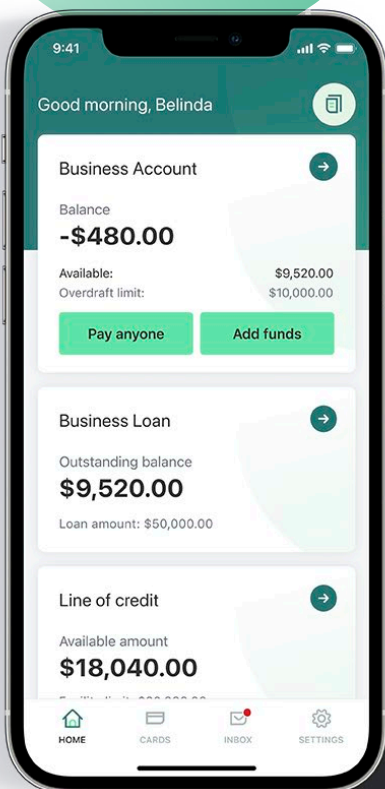 9:41
Good morning, Belinda
Business Account
Balance
-$480.00
Available: $9,520.00
Overdraft limit: $10,000.00
Pay anyone Add funds
Business Loan
Outstanding balance
$9,520.00
Loan amount: $50,000.00
Line of credit
Available amount
$18,040.00
HOME CARDS INBOX SETTINGS